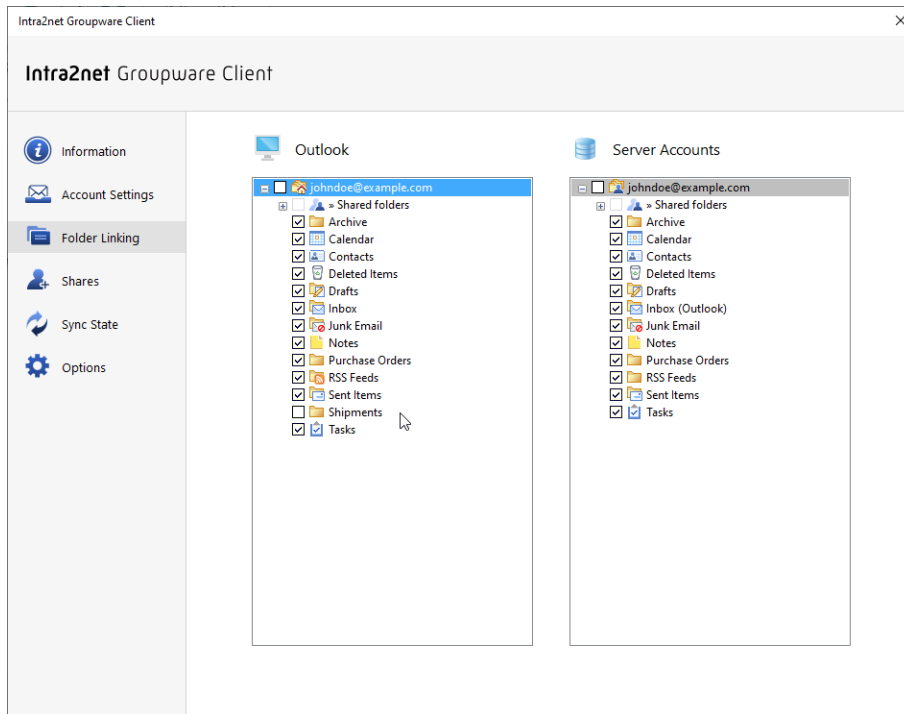 Intra2net Groupware Client
Intra2net Groupware Client
Information
Account Settings
Folder Linking
Shares
Sync State
Options
Outlook
johndoe@example.com
» Shared folders
Archive
Calendar
Contacts
Deleted Items
Drafts
Inbox
Junk Email
Notes
Purchase Orders
RSS Feeds
Sent Items
Shipments
Tasks
Server Accounts
johndoe@example.com
» Shared folders
Archive
Calendar
Contacts
Deleted Items
Drafts
Inbox (Outlook)
Junk Email
Notes
Purchase Orders
RSS Feeds
Sent Items
Tasks